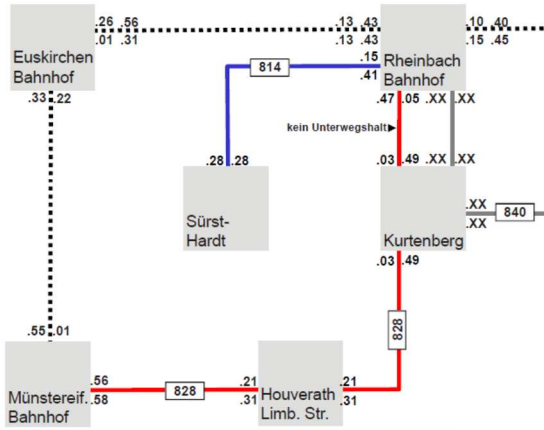 .26 .56
.13 .43
.10 .40
.01 .31
.13 .43
.15 .45
Euskirchen
Bahnhof
.15
814
.41
Rheinbach
Bahnhof
.33 .22
.47 .05 .XX .XX
kein Unterwegshalt
.28 .28
.03 .49 .XX .XX
Sürst-
Hardt
.XX
840
.XX
Kurtenberg
.03 .49
828
.55 .01
.56
828
.21
.21
.58
.31
.31
Münstereif.
Bahnhof
Houverath
Limb. Str.